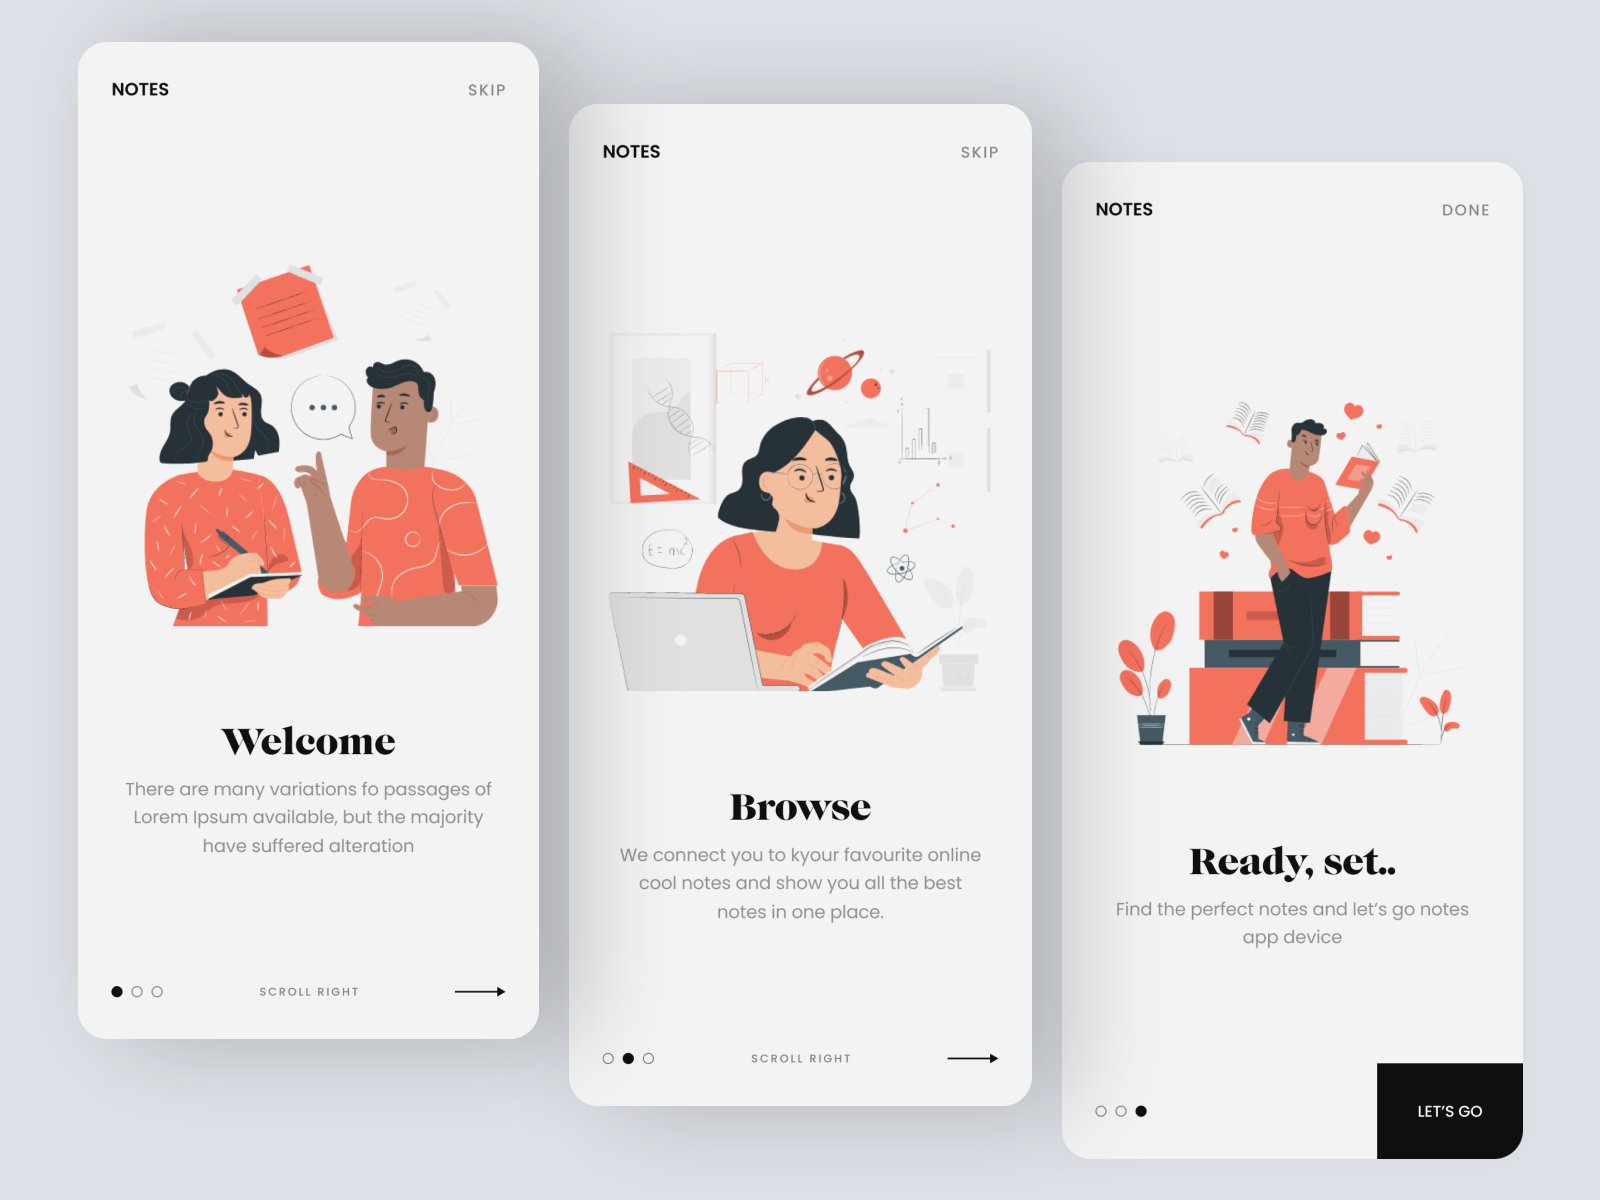 NOTES
SKIP
Welcome
There are many variations fo passages of
Lorem Ipsum available, but the majority
have suffered alteration
SCROLL RIGHT
NOTES
SKIP
E = mc²
Browse
We connect you to kyour favourite online
cool notes and show you all the best
notes in one place.
SCROLL RIGHT
NOTES
DONE
Ready, set..
Find the perfect notes and let's go notes
app device
LET'S GO